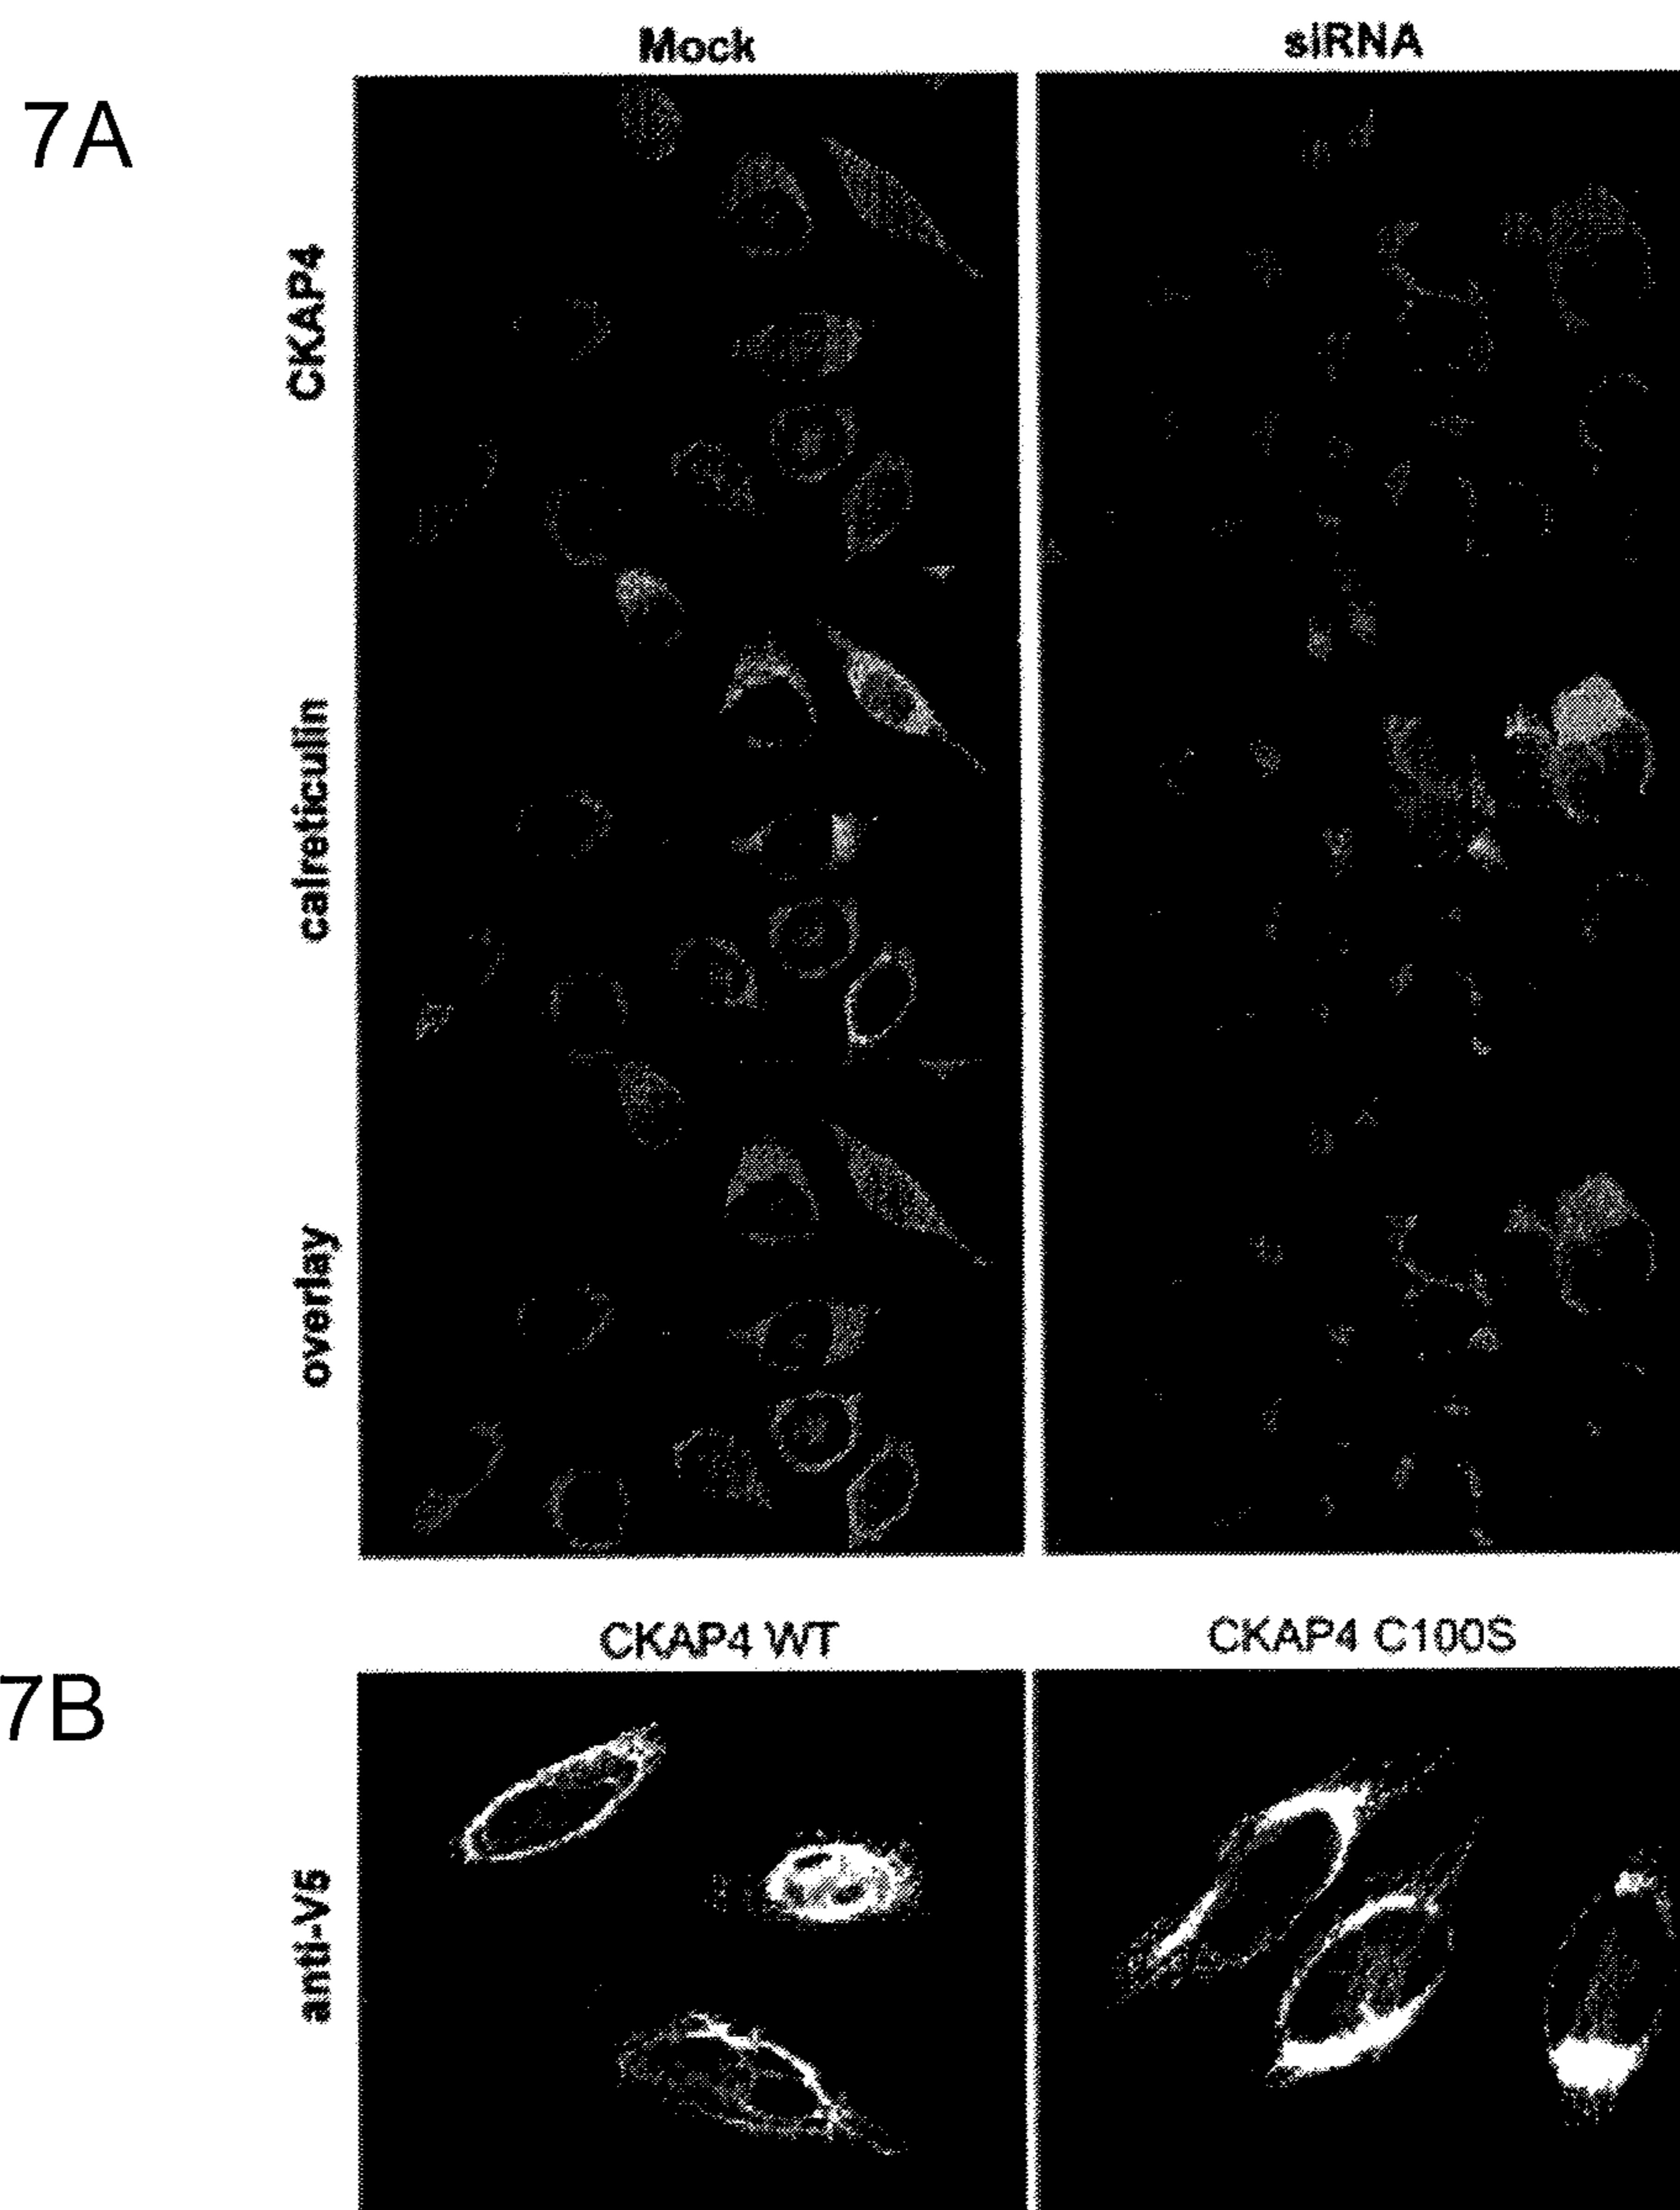 Mock
siRNA
7A
CKAP4
calreticulin
overlay
CKAP4 WT
CKAP4 C100S
7B
anti-V5